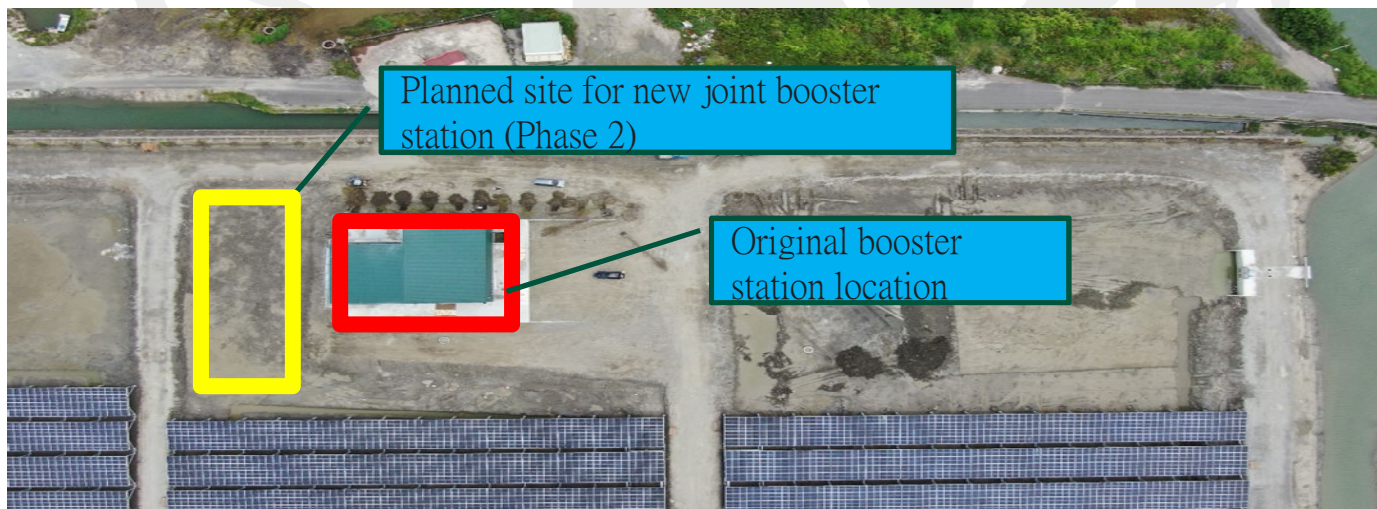 Planned site for new joint booster
station (Phase 2)
Original booster
station location